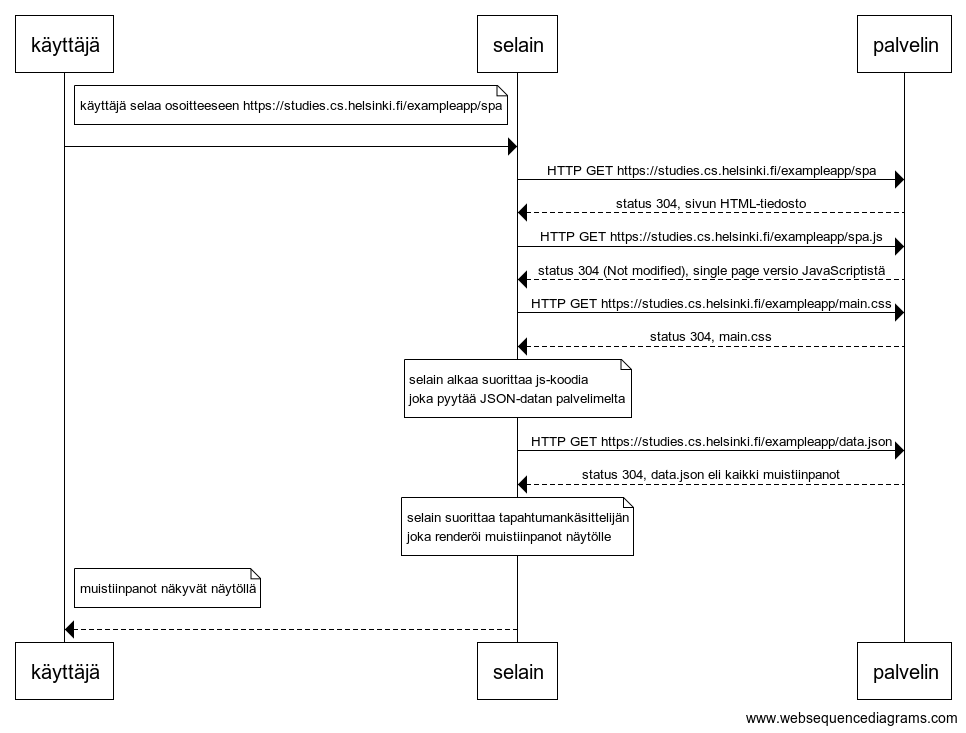 käyttäjä
selain
palvelin
käyttäjä selaa osoitteeseen https://studies.cs.helsinki.fi/exampleapp/spa
HTTP GET https://studies.cs.helsinki.fi/exampleapp/spa
status 304, sivun HTML-tiedosto
HTTP GET https://studies.cs.helsinki.fi/exampleapp/spa.js
status 304 (Not modified), single page versio JavaScriptistä
HTTP GET https://studies.cs.helsinki.fi/exampleapp/main.css
status 304, main.css
selain alkaa suorittaa js-koodia
joka pyytää JSON-datan palvelimelta
HTTP GET https://studies.cs.helsinki.fi/exampleapp/data.json
status 304, data.json eli kaikki muistiinpanot
selain suorittaa tapahtumankäsittelijän
joka renderöi muistiinpanot näytölle
muistiinpanot näkyvät näytöllä
käyttäjä
selain
palvelin
www.websequencediagrams.com